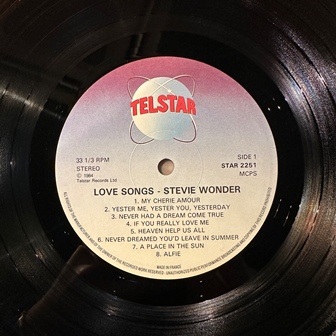 TELSTAR
33 1/3 RPM
STEREO
℗ 1984
Telstar Records Ltd
SIDE 1
STAR 2251
MCPS
LOVE SONGS - STEVIE WONDER
1. MY CHERIE AMOUR
2. YESTER ME, YESTER YOU, YESTERDAY
3. NEVER HAD A DREAM COME TRUE
4. IF YOU REALLY LOVE ME
5. HEAVEN HELP US ALL
6. NEVER DREAMED YOU'D LEAVE IN SUMMER
7. A PLACE IN THE SUN
8. ALFIE
MADE IN FRANCE